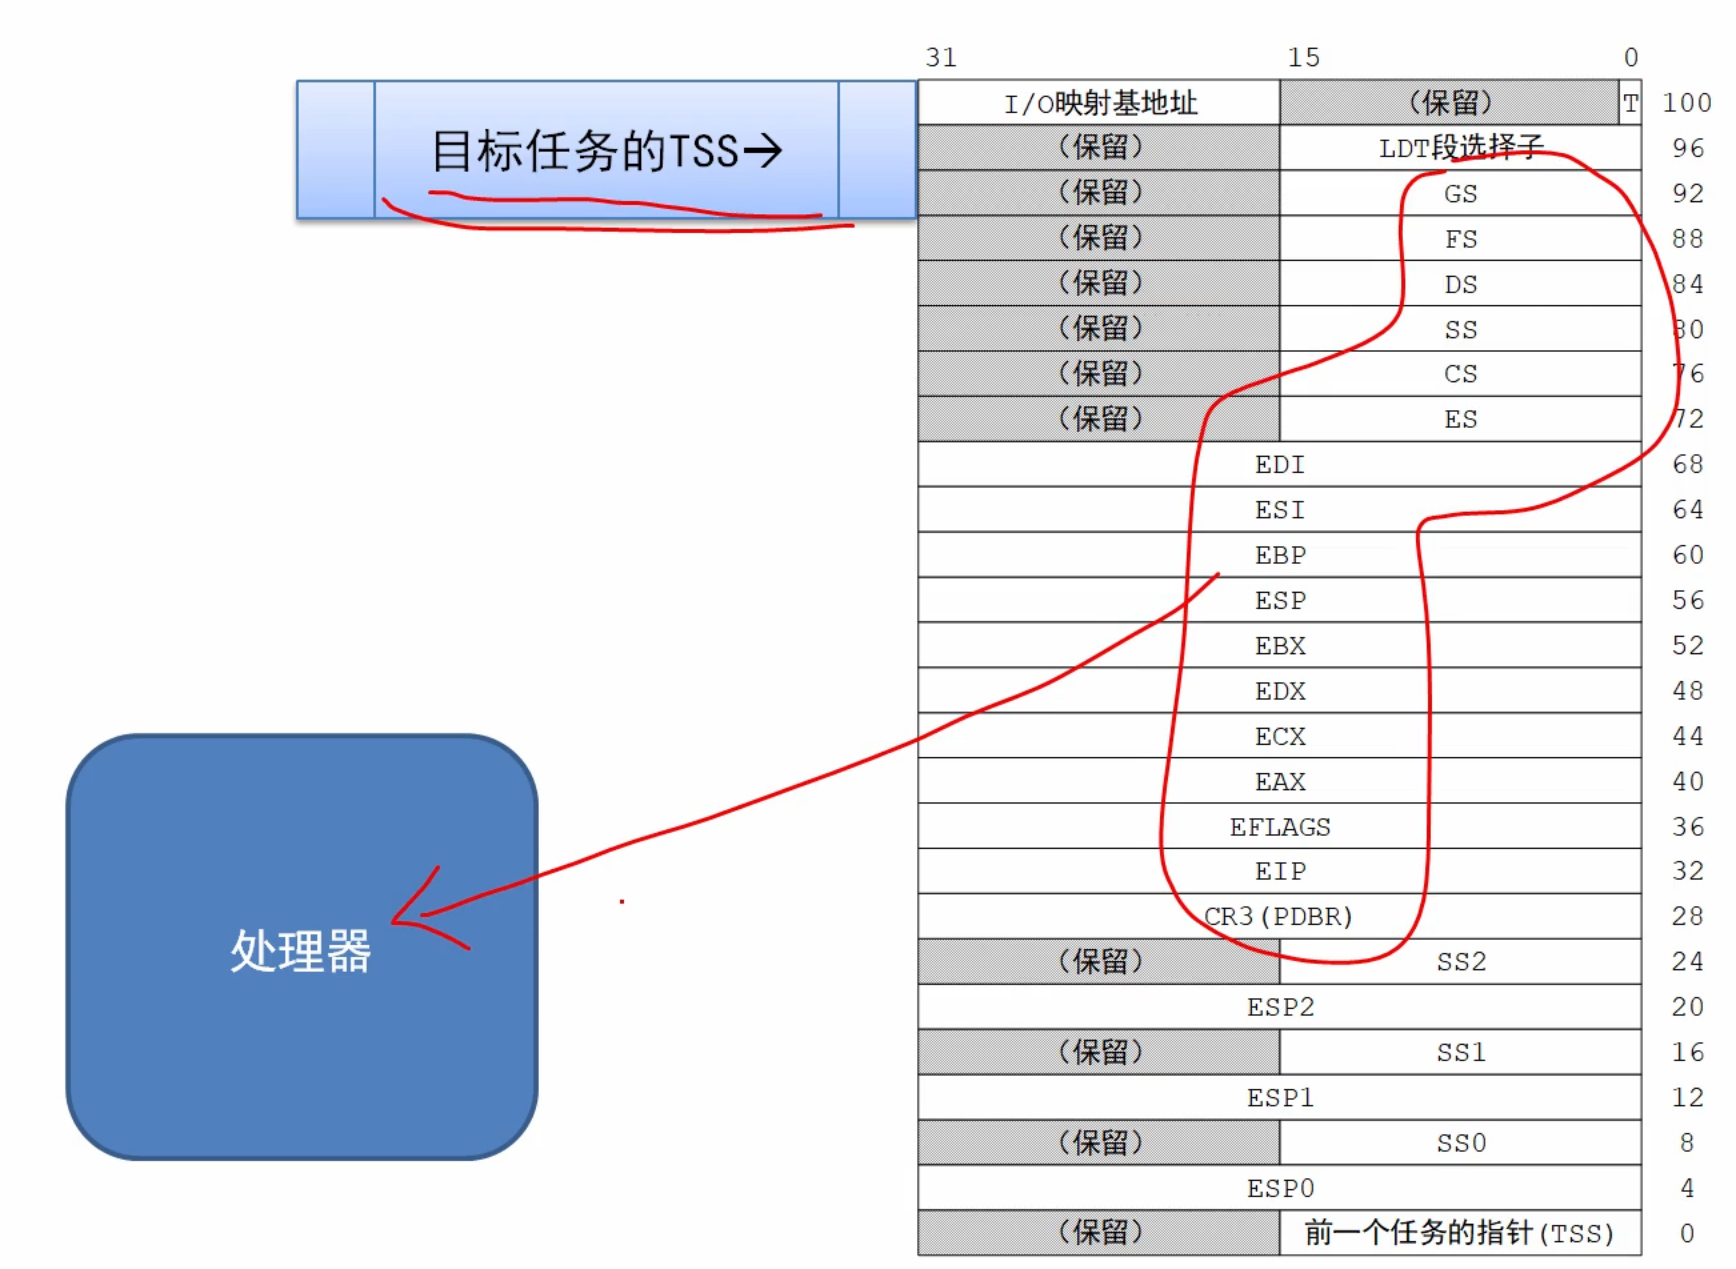 31 15 0
I/O映射基地址 (保留) T 100
目标任务的TSS→
(保留) LDT段选择子 96
(保留) GS 92
(保留) FS 88
(保留) DS 84
(保留) SS 80
(保留) CS 76
(保留) ES 72
EDI 68
ESI 64
EBP 60
ESP 56
EBX 52
EDX 48
ECX 44
EAX 40
EFLAGS 36
EIP 32
CR3(PDBR) 28
处理器
(保留) SS2 24
ESP2 20
(保留) SS1 16
ESP1 12
(保留) SS0 8
ESP0 4
(保留) 前一个任务的指针(TSS) 0